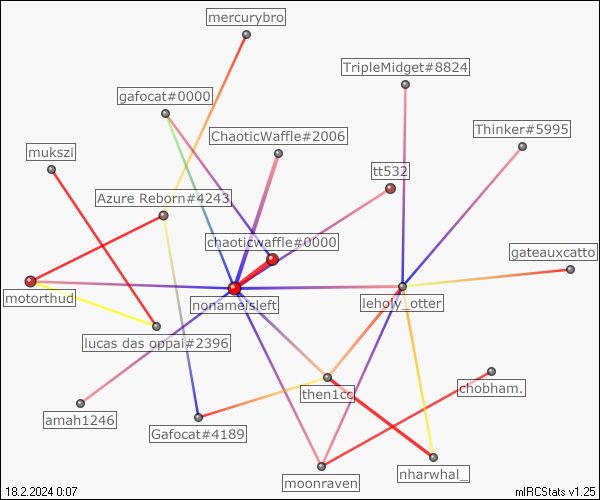 mercurybro
TripleMidget#8824
gafocat#0000
Thinker#5995
ChaoticWaffle#2006
mukszi
tt532
Azure Reborn#4243
chaoticwaffle#0000
gateauxcatto
motorthud
nonameisleft
leholy_otter
lucas das oppai#2396
then1cc
chobham.
amah1246
Gafocat#4189
nharwhal_
moonraven
18.2.2024 0:07
mIRCStats v1.25